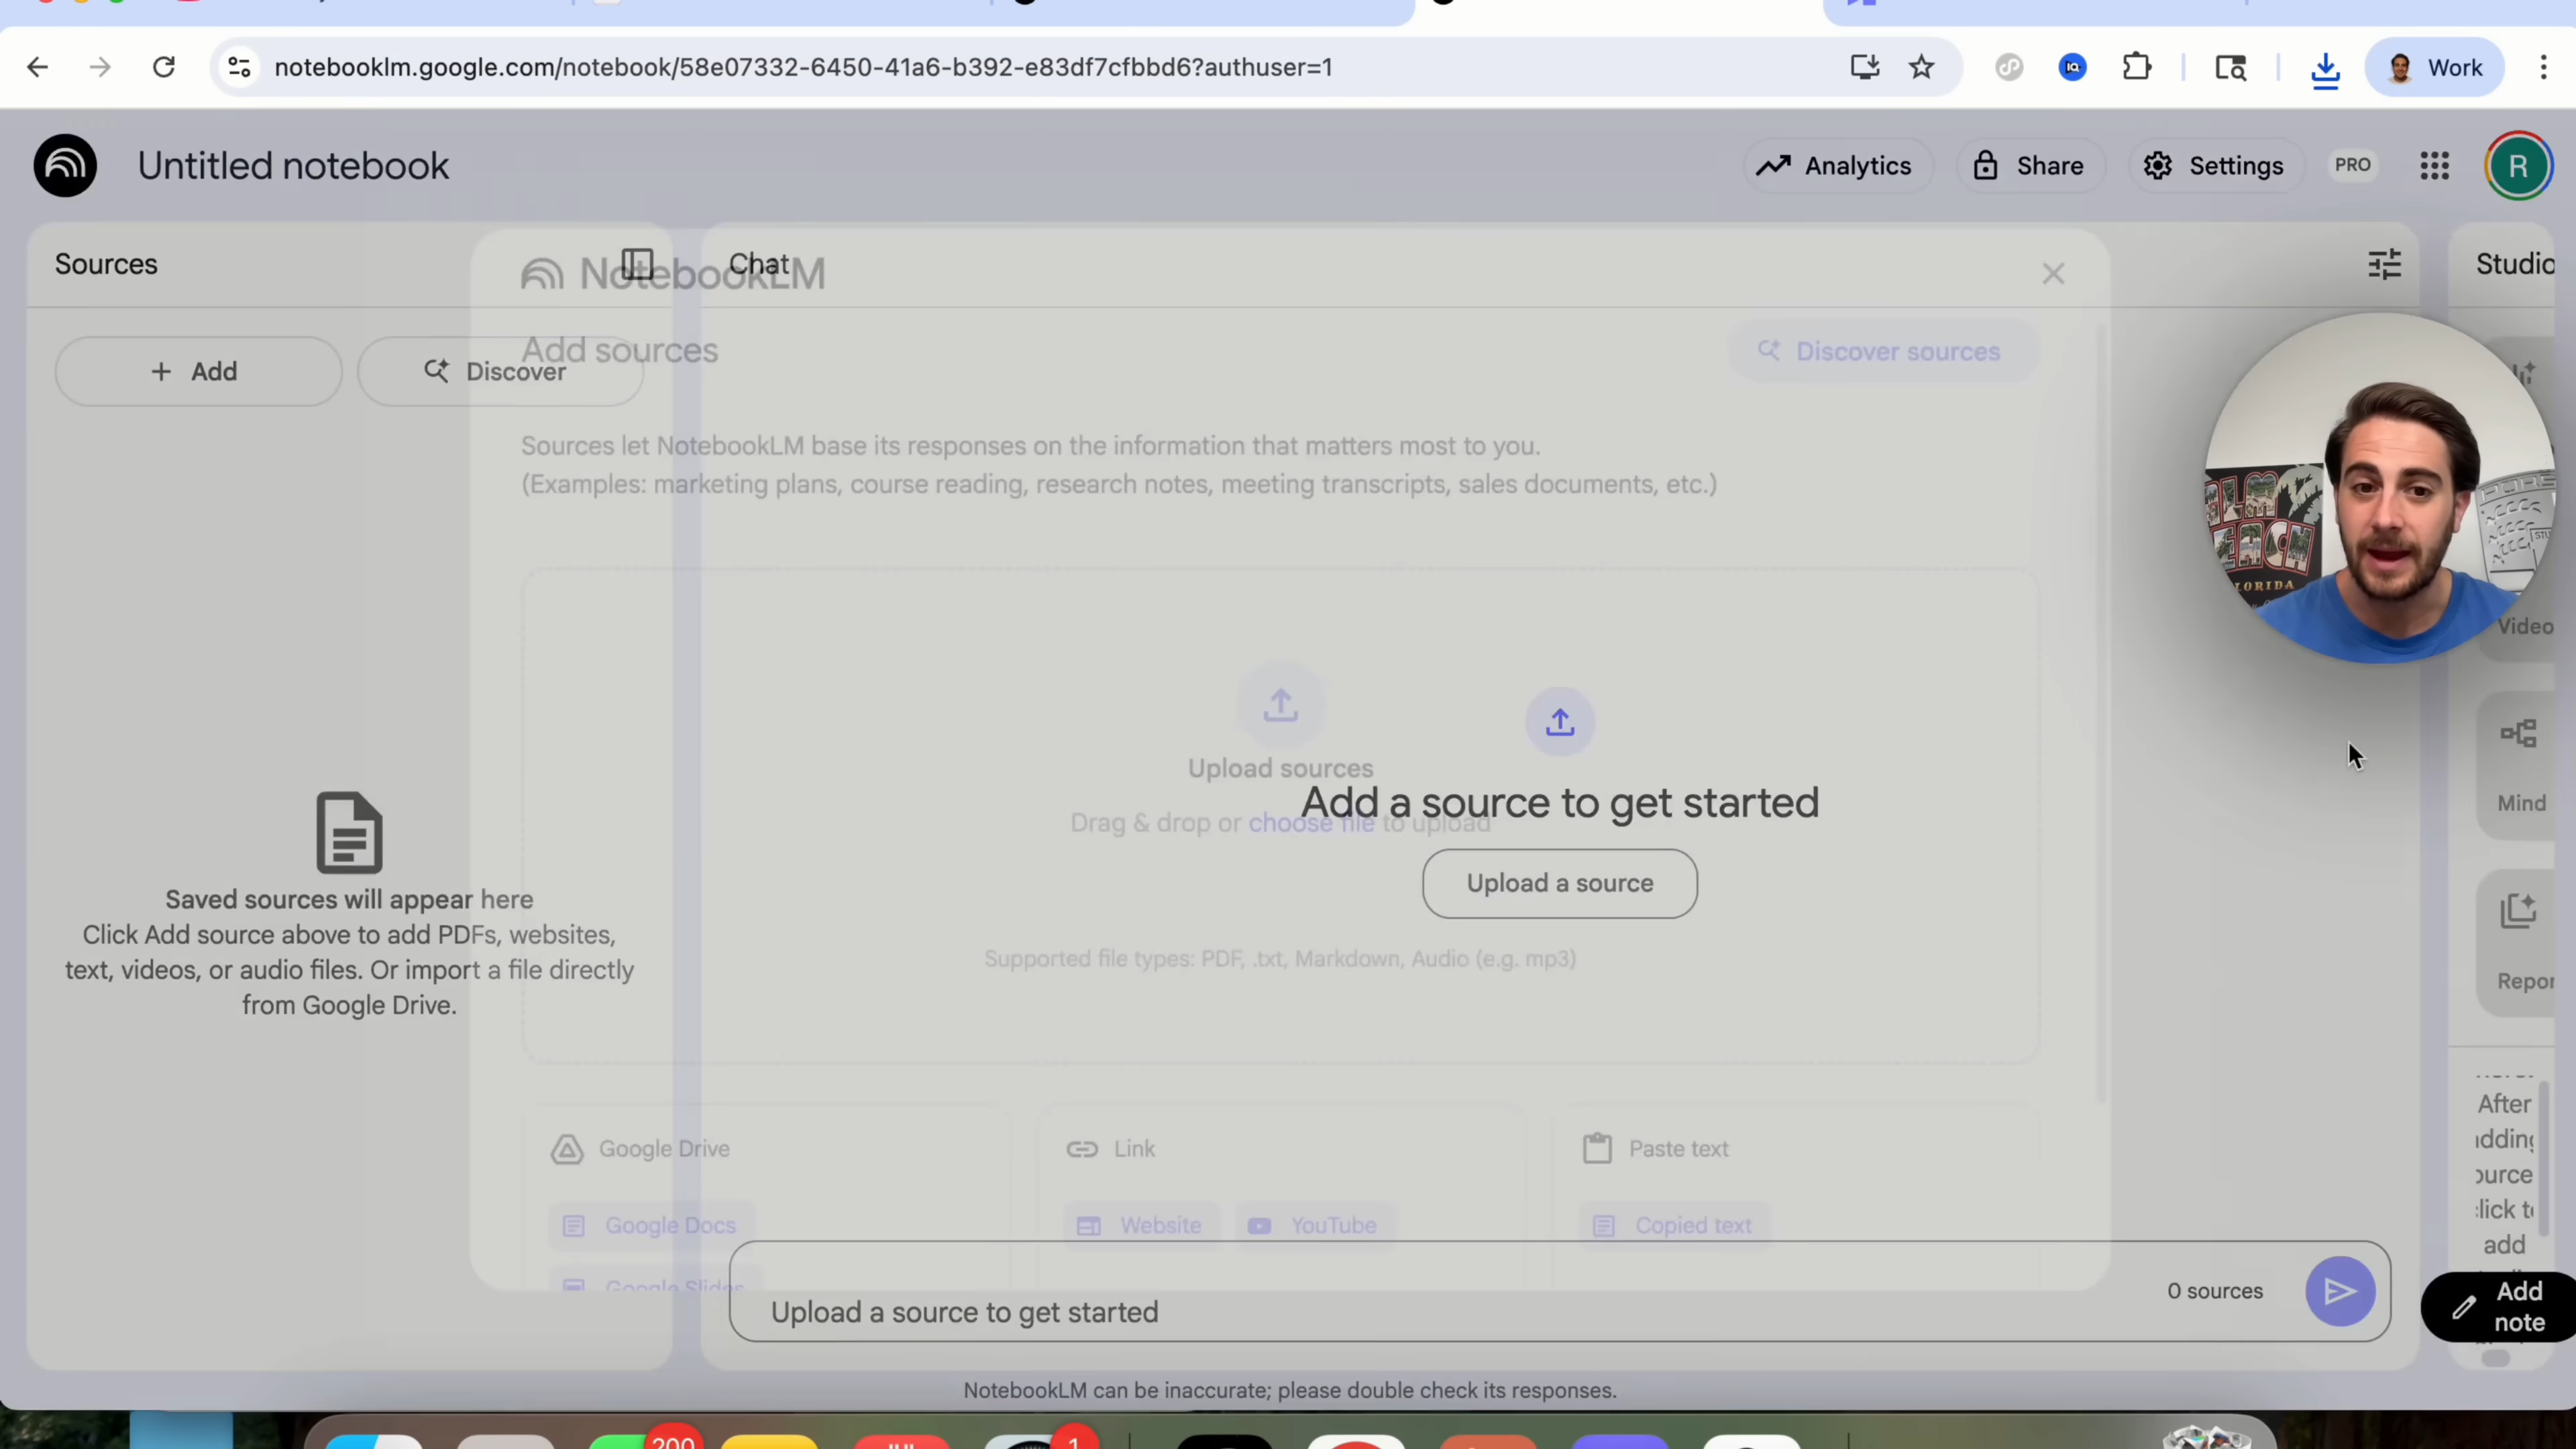 notebooklm.google.com/notebook/58e07332-6450-41a6-b392-e83df7cfbbd6?authuser=1
Work
Untitled notebook
Analytics
Share
Settings
PRO
R
Sources
Chat
Studio
NotebookLM
Add sources
Discover sources
+ Add
Discover
Sources let NotebookLM base its responses on the information that matters most to you.
(Examples: marketing plans, course reading, research notes, meeting transcripts, sales documents, etc.)
FLORIDA
Video
Upload sources
Drag & drop or choose file to upload
Add a source to get started
Upload a source
Supported file types: PDF, .txt, Markdown, Audio (e.g. mp3)
Mind
Saved sources will appear here
Click Add source above to add PDFs, websites,
text, videos, or audio files. Or import a file directly
from Google Drive.
Google Drive
Link
Paste text
Google Docs
Website
YouTube
Copied text
Google Slides
After
add
Upload a source to get started
0 sources
Add
note
NotebookLM can be inaccurate; please double check its responses.
200
1